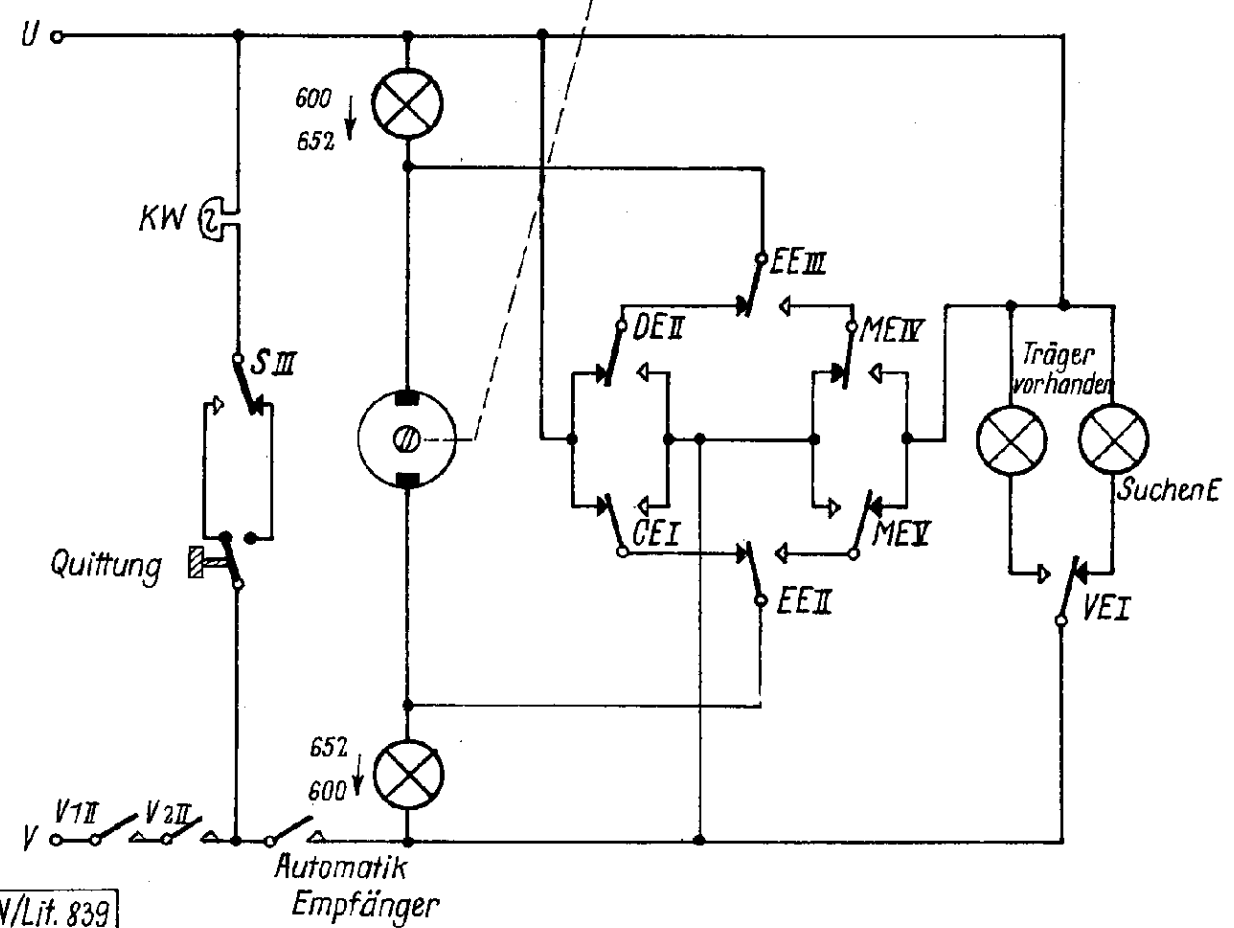 U
600
652
KW
EE III
DE II
ME IV
S III
Träger
vorhanden
Suchen E
CE I
ME V
Quittung
EE II
VE I
652
600
V1 II
V2 II
V
Automatik
Empfänger
N/Lit. 839